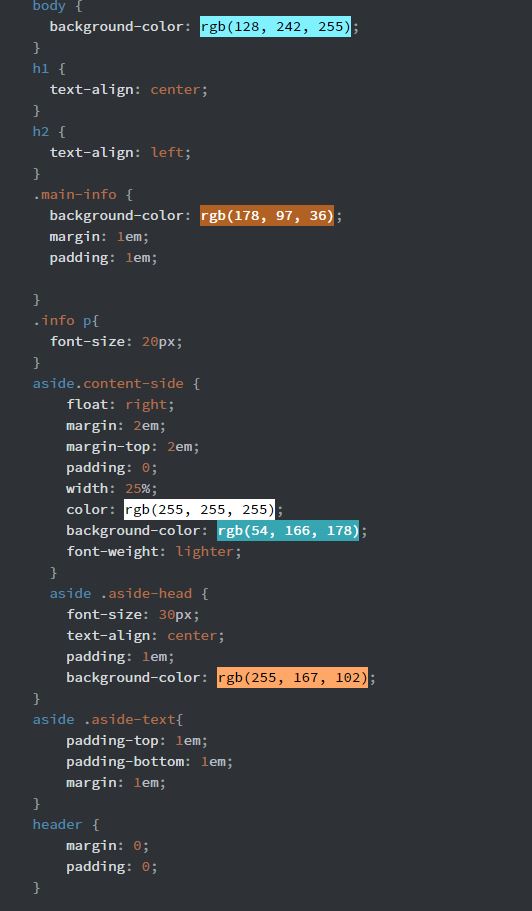 body {
  background-color: rgb(128, 242, 255);
}
h1 {
  text-align: center;
}
h2 {
  text-align: left;
}
.main-info {
  background-color: rgb(178, 97, 36);
  margin: 1em;
  padding: 1em;

}
.info p{
  font-size: 20px;
}
aside.content-side {
    float: right;
    margin: 2em;
    margin-top: 2em;
    padding: 0;
    width: 25%;
    color: rgb(255, 255, 255);
    background-color: rgb(54, 166, 178);
    font-weight: lighter;
  }
  aside .aside-head {
    font-size: 30px;
    text-align: center;
    padding: 1em;
    background-color: rgb(255, 167, 102);
}
aside .aside-text{
    padding-top: 1em;
    padding-bottom: 1em;
    margin: 1em;
}
header {
    margin: 0;
    padding: 0;
}